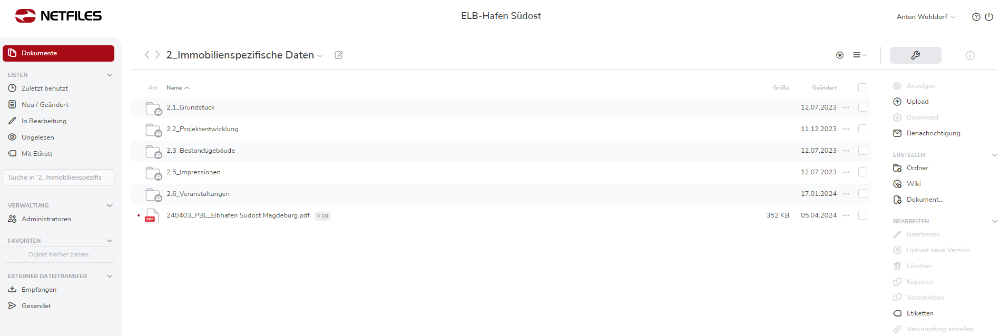 NETFILES
ELB-Hafen Südost
Anton Wohldorf
Dokumente
LISTEN
Zuletzt benutzt
Neu / Geändert
In Bearbeitung
Ungelesen
Mit Etikett
Suche in '2_Immobilienspezifis
VERWALTUNG
Administratoren
FAVORITEN
Objekt hierher ziehen
EXTERNER DATEITRANSFER
Empfangen
Gesendet
2_Immobilienspezifische Daten
Art Name Größe Geändert
2.1_Grundstück 12.07.2023
2.2_Projektentwicklung 11.12.2023
2.3_Bestandsgebäude 12.07.2023
2.5_Impressionen 12.07.2023
2.6_Veranstaltungen 17.01.2024
PDF 240403_PBL_Elbhafen Südost Magdeburg.pdf V 09 352 KB 05.04.2024
Anzeigen
Upload
Download
Benachrichtigung
ERSTELLEN
Ordner
Wiki
Dokument...
BEARBEITEN
Bearbeiten
Upload neue Version
Löschen
Kopieren
Verschieben
Etiketten
Verknüpfung erstellen